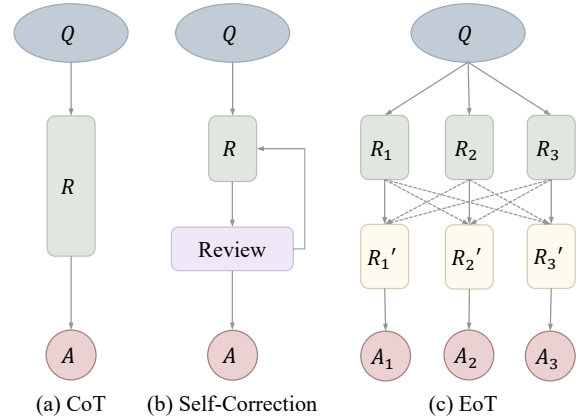 Q
Q
Q
R
R
R₁
R₂
R₃
Review
R₁′
R₂′
R₃′
A
A
A₁
A₂
A₃
(a) CoT
(b) Self-Correction
(c) EoT